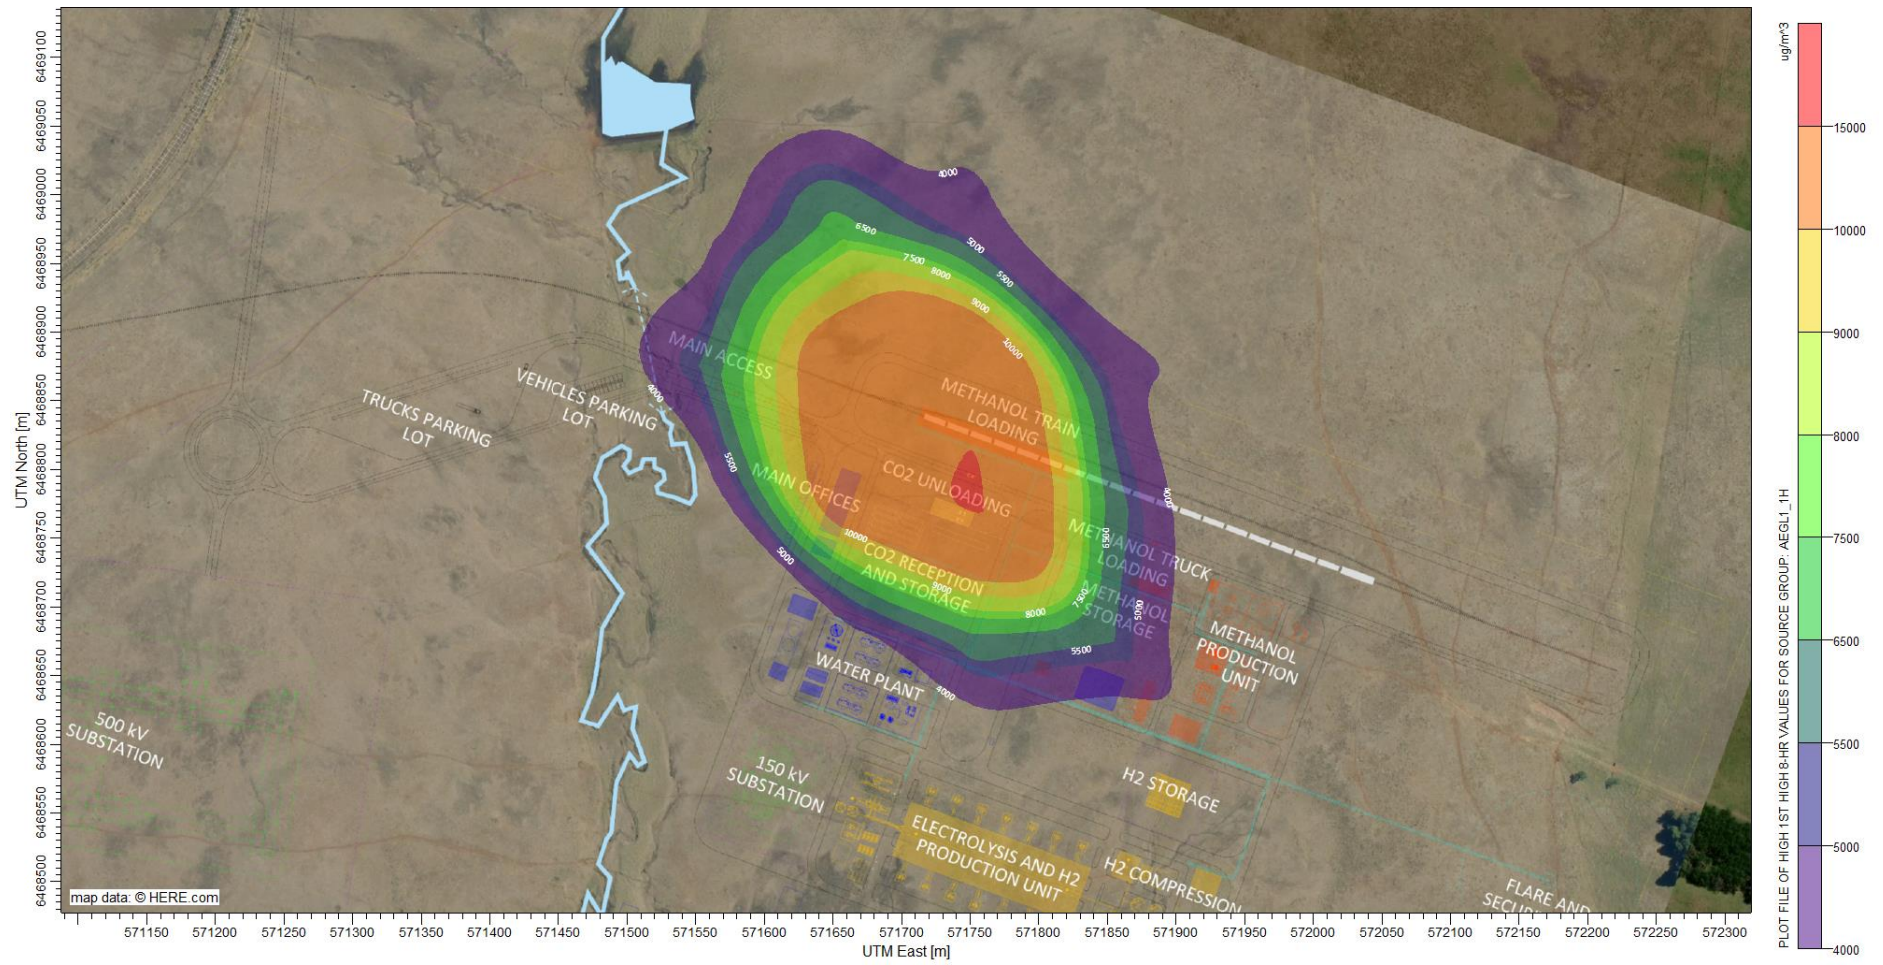 ug/m^3
15000
10000
9000
8000
7500
6500
5500
5000
4000
PLOT FILE OF HIGH 1ST HIGH 8-HR VALUES FOR SOURCE GROUP: AEGL1_1H
UTM North [m]
6469100
6469050
6469000
6468950
6468900
6468850
6468800
6468750
6468700
6468650
6468600
6468550
6468500
4000
6500
5000
7500
8000
5500
9000
10000
MAIN ACCESS
4000
VEHICLES PARKING
LOT
TRUCKS PARKING
LOT
METHANOL TRAIN
LOADING
5500
MAIN OFFICES
CO2 UNLOADING
4000
10000
6500
METHANOL TRUCK
LOADING
5000
CO2 RECEPTION
AND STORAGE
9000
8000
7500
5000
METHANOL
STORAGE
5500
METHANOL
PRODUCTION
UNIT
WATER PLANT
4000
500 kV
SUBSTATION
150 kV
SUBSTATION
H2 STORAGE
ELECTROLYSIS AND H2
PRODUCTION UNIT
H2 COMPRESSION
FLARE AND
map data: © HERE.com
571150
571200
571250
571300
571350
571400
571450
571500
571550
571600
571650
571700
571750
571800
571850
571900
571950
572000
572050
572100
572150
572200
572250
572300
UTM East [m]